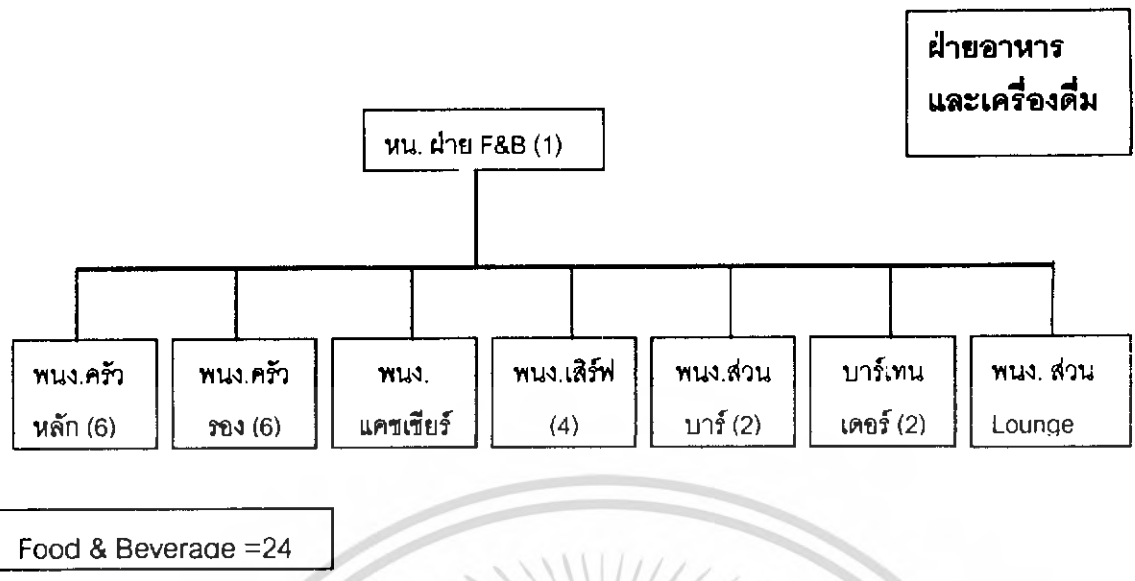 ฝ่ายอาหาร
และเครื่องดื่ม
หน. ฝ่าย F&B (1)
พนง.ครัว
หลัก (6)
พนง.ครัว
รอง (6)
พนง.
แคชเชียร์
พนง.เสิร์ฟ
(4)
พนง.ส่วน
บาร์ (2)
บาร์เทน
เดอร์ (2)
พนง. ส่วน
Lounge
Food & Beverage =24